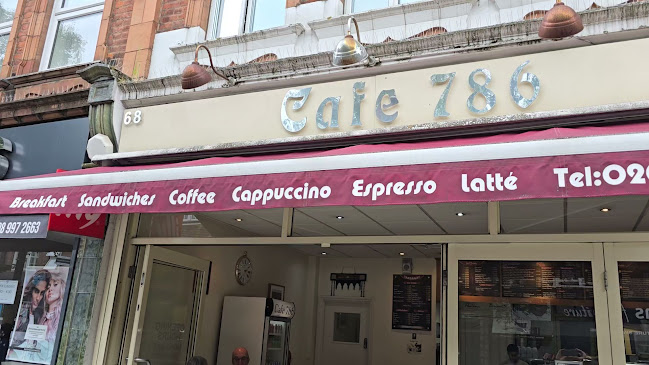 68
Cafe 786
Breakfast Sandwiches Coffee Cappuccino Espresso Latté Tel:020
8 997 2663